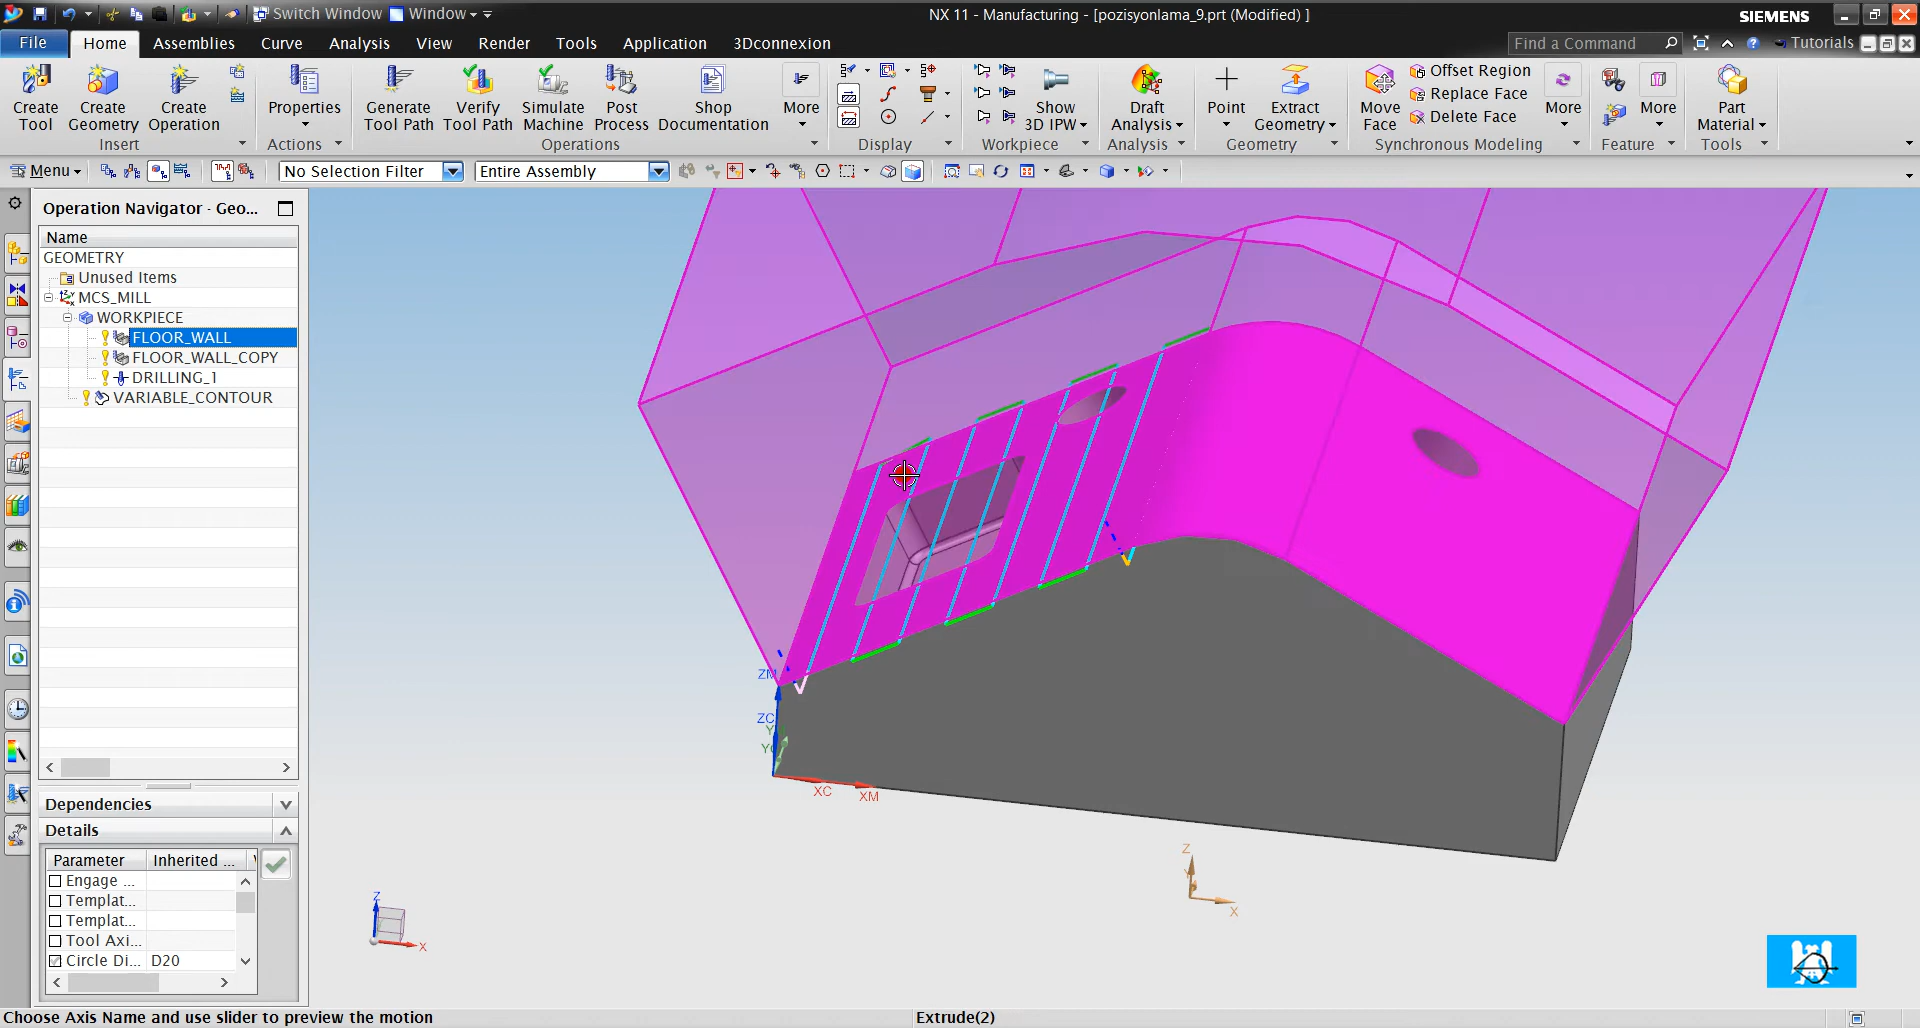 Switch Window Window
NX 11 - Manufacturing - [pozisyonlama_9.prt (Modified) ]
SIEMENS
File Home Assemblies Curve Analysis View Render Tools Application 3Dconnexion
Find a Command
Tutorials
Create Tool
Create Geometry
Create Operation
Insert
Properties
Actions
Generate Tool Path
Verify Tool Path
Simulate Machine
Post Process
Shop Documentation
More
Operations
Display
Show 3D IPW
Workpiece
Draft Analysis
Analysis
Point
Extract Geometry
Geometry
Move Face
Offset Region
Replace Face
Delete Face
More
Synchronous Modeling
More
Feature
Part Material
Tools
Menu
No Selection Filter
Entire Assembly
Operation Navigator - Geo...
Name
GEOMETRY
Unused Items
MCS_MILL
WORKPIECE
FLOOR_WALL
FLOOR_WALL_COPY
DRILLING_1
VARIABLE_CONTOUR
Dependencies
Details
Parameter Inherited ...
Engage ...
Templat...
Templat...
Tool Axi...
Circle Di... D20
ZM
ZC
XC
XM
Z
X
Z
X
Choose Axis Name and use slider to preview the motion
Extrude(2)